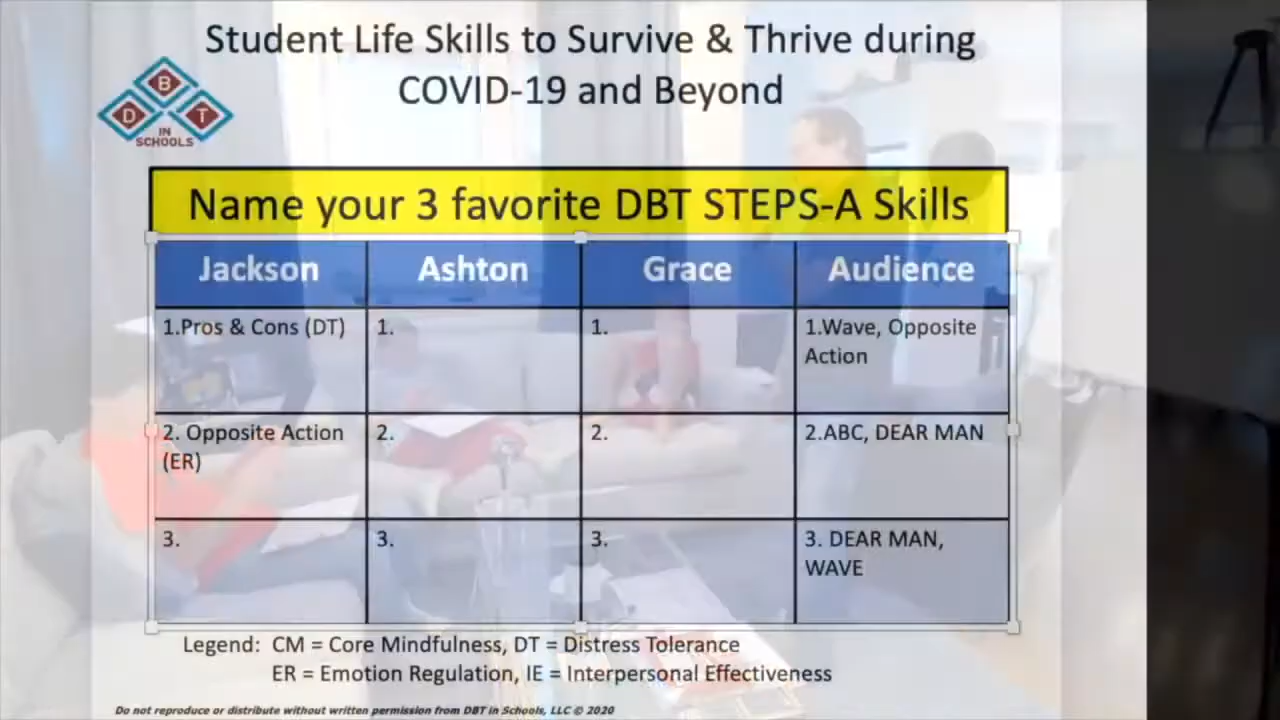 Student Life Skills to Survive & Thrive during
COVID-19 and Beyond
B
D T
IN
SCHOOLS
Name your 3 favorite DBT STEPS-A Skills
Jackson Ashton Grace Audience
1.Pros & Cons (DT) 1. 1. 1.Wave, Opposite
Action
2. Opposite Action 2. 2. 2.ABC, DEAR MAN
(ER)
3. 3. 3. 3. DEAR MAN,
WAVE
Legend: CM = Core Mindfulness, DT = Distress Tolerance
ER = Emotion Regulation, IE = Interpersonal Effectiveness
Do not reproduce or distribute without written permission from DBT in Schools, LLC © 2020